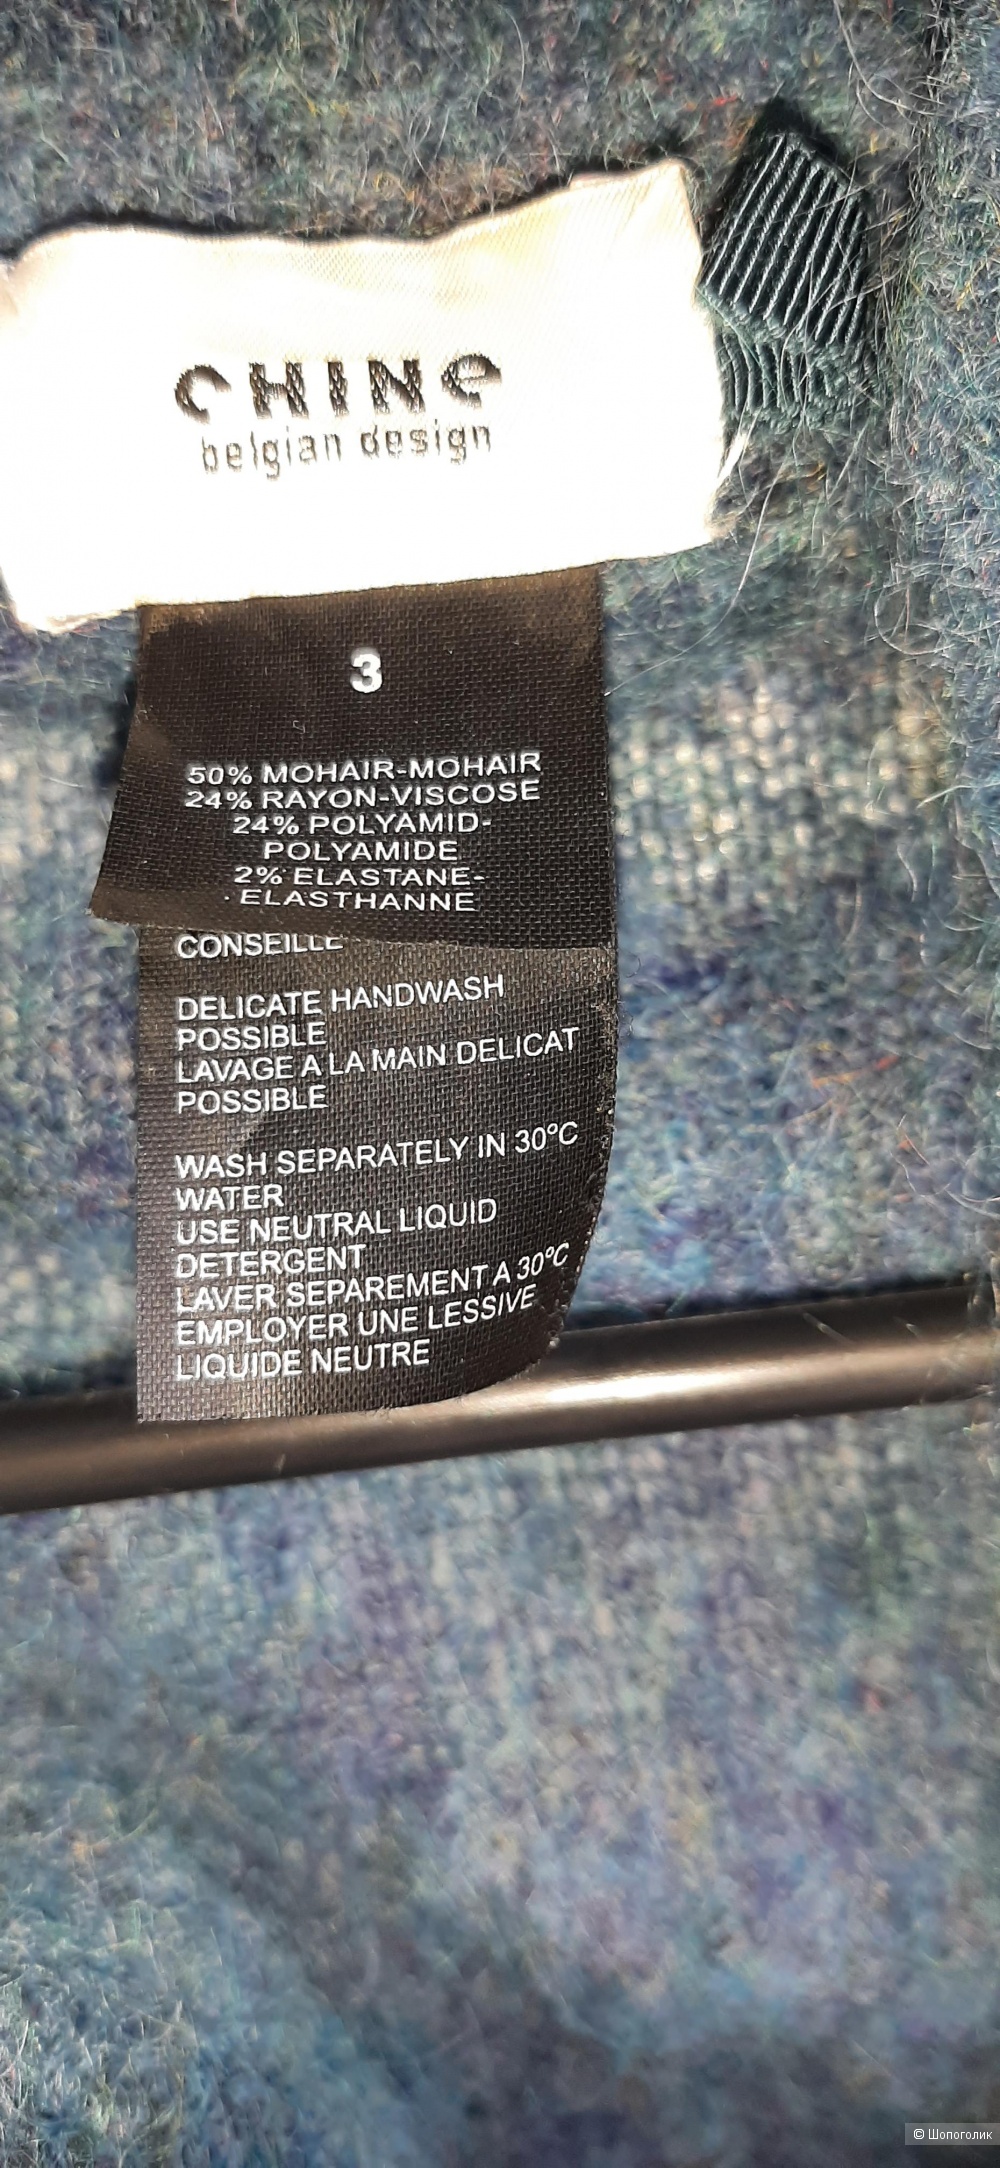 CHINE
belgian design
3
50% MOHAIR-MOHAIR
24% RAYON-VISCOSE
24% POLYAMID-
POLYAMIDE
2% ELASTANE-
ELASTHANNE
CONSEILLE
DELICATE HANDWASH
POSSIBLE
LAVAGE A LA MAIN DELICAT
POSSIBLE
WASH SEPARATELY IN 30°C
WATER
USE NEUTRAL LIQUID
DETERGENT
LAVER SEPAREMENT A 30°C
EMPLOYER UNE LESSIVE
LIQUIDE NEUTRE
© Шопоголик